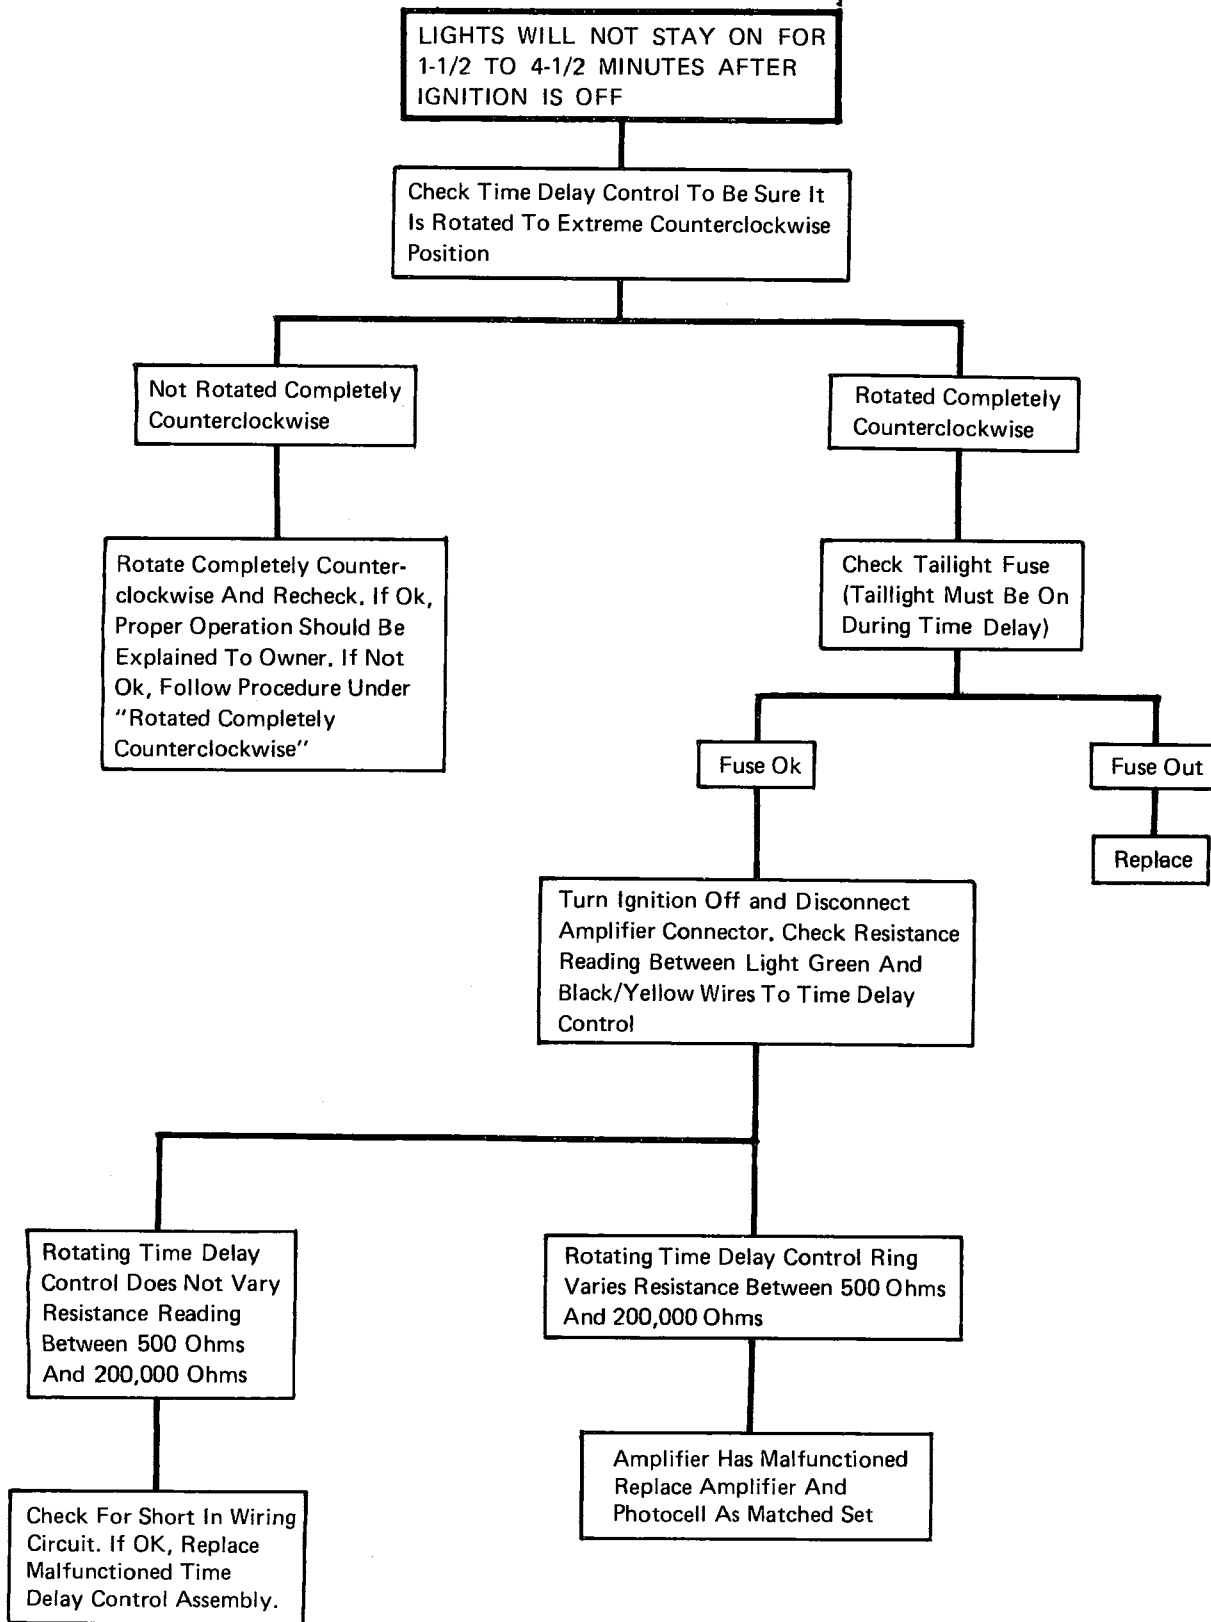 LIGHTS WILL NOT STAY ON FOR
1-1/2 TO 4-1/2 MINUTES AFTER
IGNITION IS OFF
Check Time Delay Control To Be Sure It
Is Rotated To Extreme Counterclockwise
Position
Not Rotated Completely
Counterclockwise
Rotated Completely
Counterclockwise
Rotate Completely Counter-
clockwise And Recheck. If Ok,
Proper Operation Should Be
Explained To Owner. If Not
Ok, Follow Procedure Under
"Rotated Completely
Counterclockwise"
Check Tailight Fuse
(Taillight Must Be On
During Time Delay)
Fuse Ok
Fuse Out
Replace
Turn Ignition Off and Disconnect
Amplifier Connector. Check Resistance
Reading Between Light Green And
Black/Yellow Wires To Time Delay
Control
Rotating Time Delay
Control Does Not Vary
Resistance Reading
Between 500 Ohms
And 200,000 Ohms
Rotating Time Delay Control Ring
Varies Resistance Between 500 Ohms
And 200,000 Ohms
Check For Short In Wiring
Circuit. If OK, Replace
Malfunctioned Time
Delay Control Assembly.
Amplifier Has Malfunctioned
Replace Amplifier And
Photocell As Matched Set